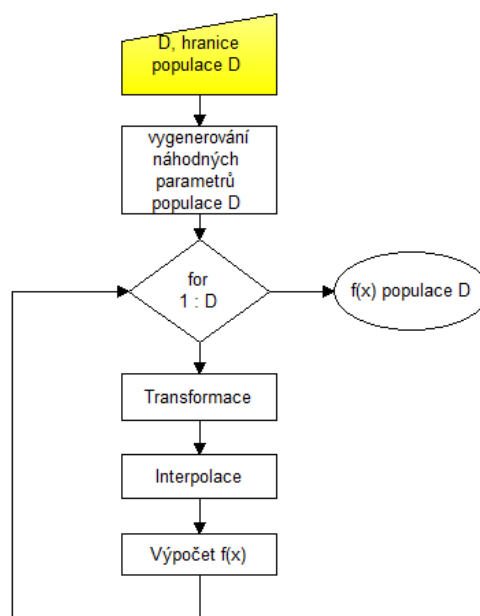 D, hranice
populace D
vygenerování
náhodných
parametrů
populace D
for
1 : D
f(x) populace D
Transformace
Interpolace
Výpočet f(x)